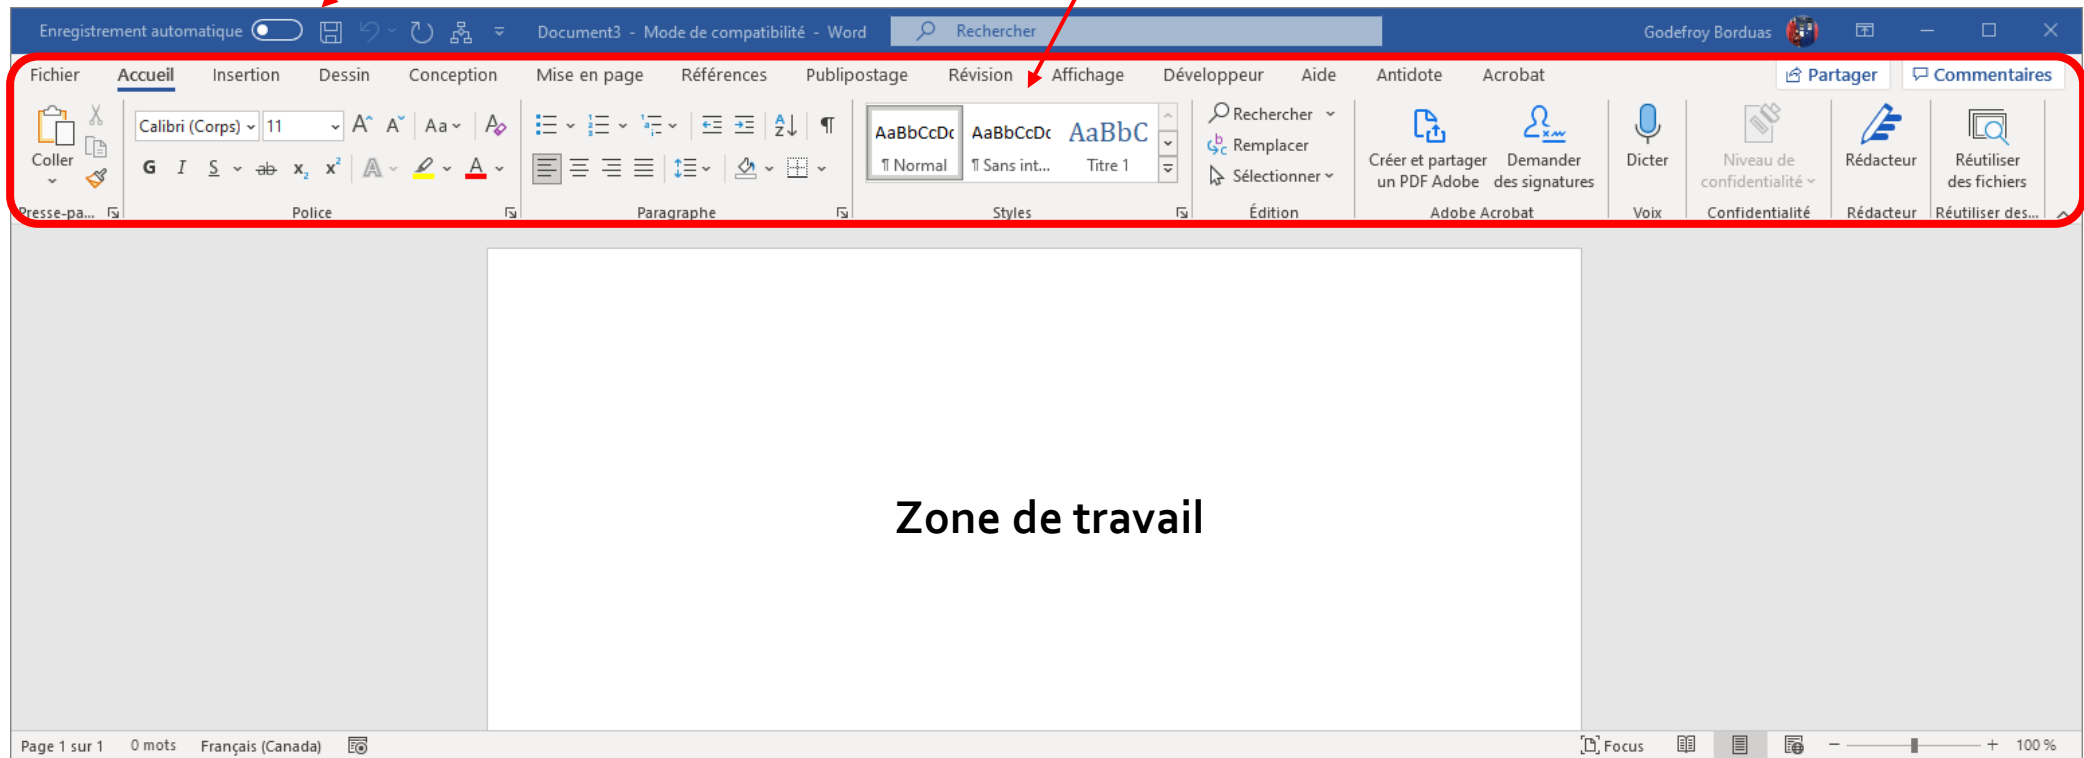 Enregistrement automatique Document3 - Mode de compatibilité - Word Rechercher Godefroy Borduas
Fichier Accueil Insertion Dessin Conception Mise en page Références Publipostage Révision Affichage Développeur Aide Antidote Acrobat Partager Commentaires
Coller
Calibri (Corps) 11 A A Aa A
G I S ab x2 x2 A A
A Z ¶
AaBbCcDc AaBbCcDc AaBbC
¶ Normal ¶ Sans int... Titre 1
Rechercher
Remplacer
Sélectionner
Créer et partager
un PDF Adobe
Demander
des signatures
Dicter
Niveau de
confidentialité
Rédacteur
Réutiliser
des fichiers
Presse-pa... Police Paragraphe Styles Édition Adobe Acrobat Voix Confidentialité Rédacteur Réutiliser des...
Zone de travail
Page 1 sur 1 0 mots Français (Canada) Focus - + 100 %